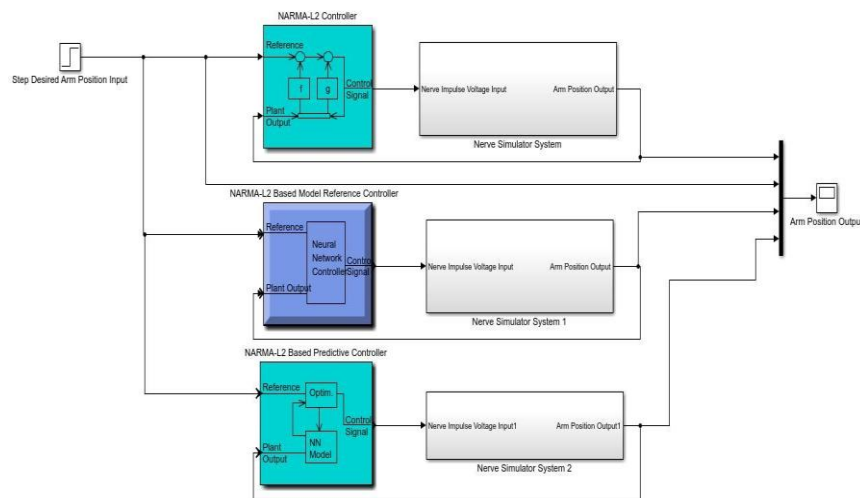 NARMA-L2 Controller
Step Desired Arm Position Input
Reference
f
g
Control
Signal
Plant
Output
Nerve Impulse Voltage Input
Arm Position Output
Nerve Simulator System
NARMA-L2 Based Model Reference Controller
Reference
Neural
Network
Controller
Control
Signal
Plant Output
Nerve Impulse Voltage Input
Arm Position Output
Nerve Simulator System 1
Arm Position Output
NARMA-L2 Based Predictive Controller
Reference
Optim.
Control
Signal
NN
Model
Plant
Output
Nerve Impulse Voltage Input1
Arm Position Output1
Nerve Simulator System 2